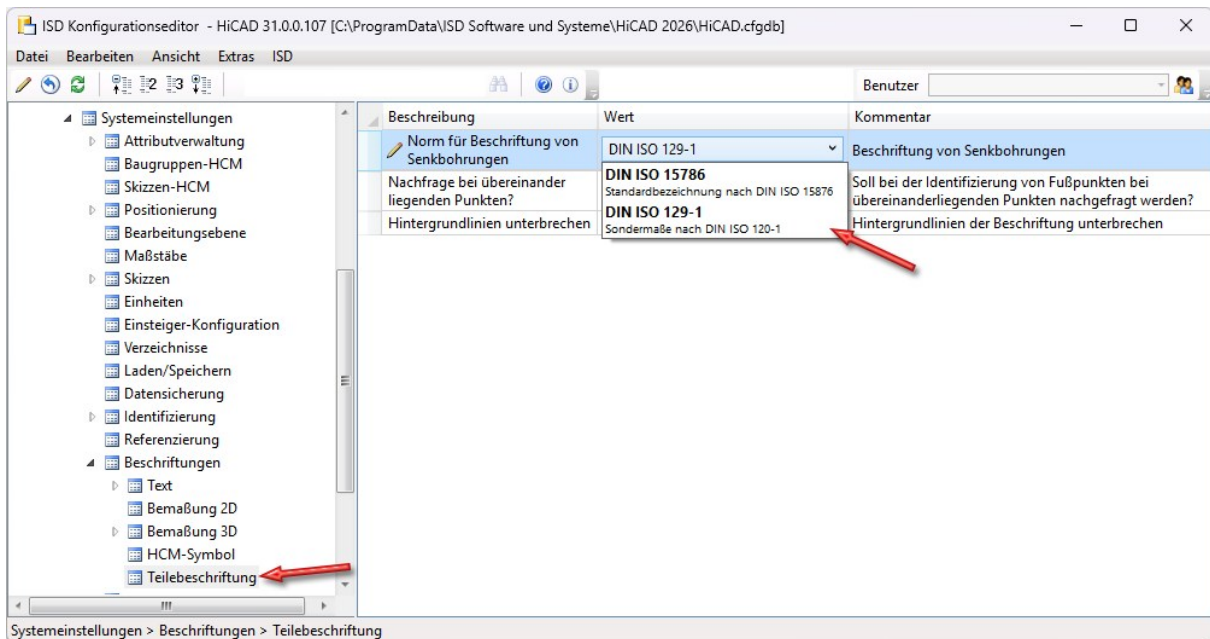 ISD Konfigurationseditor - HiCAD 31.0.0.107 [C:\ProgramData\ISD Software und Systeme\HiCAD 2026\HiCAD.cfgdb]
Datei Bearbeiten Ansicht Extras ISD
2 3 Benutzer
Systemeinstellungen
Attributverwaltung
Baugruppen-HCM
Skizzen-HCM
Positionierung
Bearbeitungsebene
Maßstäbe
Skizzen
Einheiten
Einsteiger-Konfiguration
Verzeichnisse
Laden/Speichern
Datensicherung
Identifizierung
Referenzierung
Beschriftungen
Text
Bemaßung 2D
Bemaßung 3D
HCM-Symbol
Teilebeschriftung
Beschreibung Wert Kommentar
Norm für Beschriftung von
Senkbohrungen
DIN ISO 129-1
Beschriftung von Senkbohrungen
DIN ISO 15786
Standardbezeichnung nach DIN ISO 15876
DIN ISO 129-1
Sondermaße nach DIN ISO 120-1
Nachfrage bei übereinander
liegenden Punkten?
Soll bei der Identifizierung von Fußpunkten bei
übereinanderliegenden Punkten nachgefragt werden?
Hintergrundlinien unterbrechen
Hintergrundlinien der Beschriftung unterbrechen
Systemeinstellungen > Beschriftungen > Teilebeschriftung